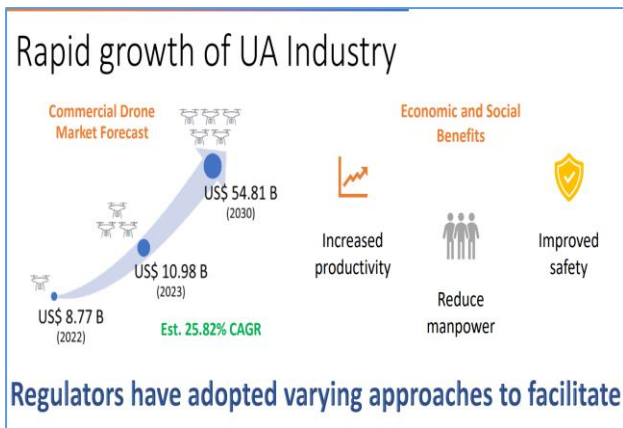 Rapid growth of UA Industry
Commercial Drone
Market Forecast
US$ 54.81 B
(2030)
US$ 10.98 B
(2023)
US$ 8.77 B
(2022)
Est. 25.82% CAGR
Economic and Social
Benefits
Increased
productivity
Reduce
manpower
Improved
safety
Regulators have adopted varying approaches to facilitate